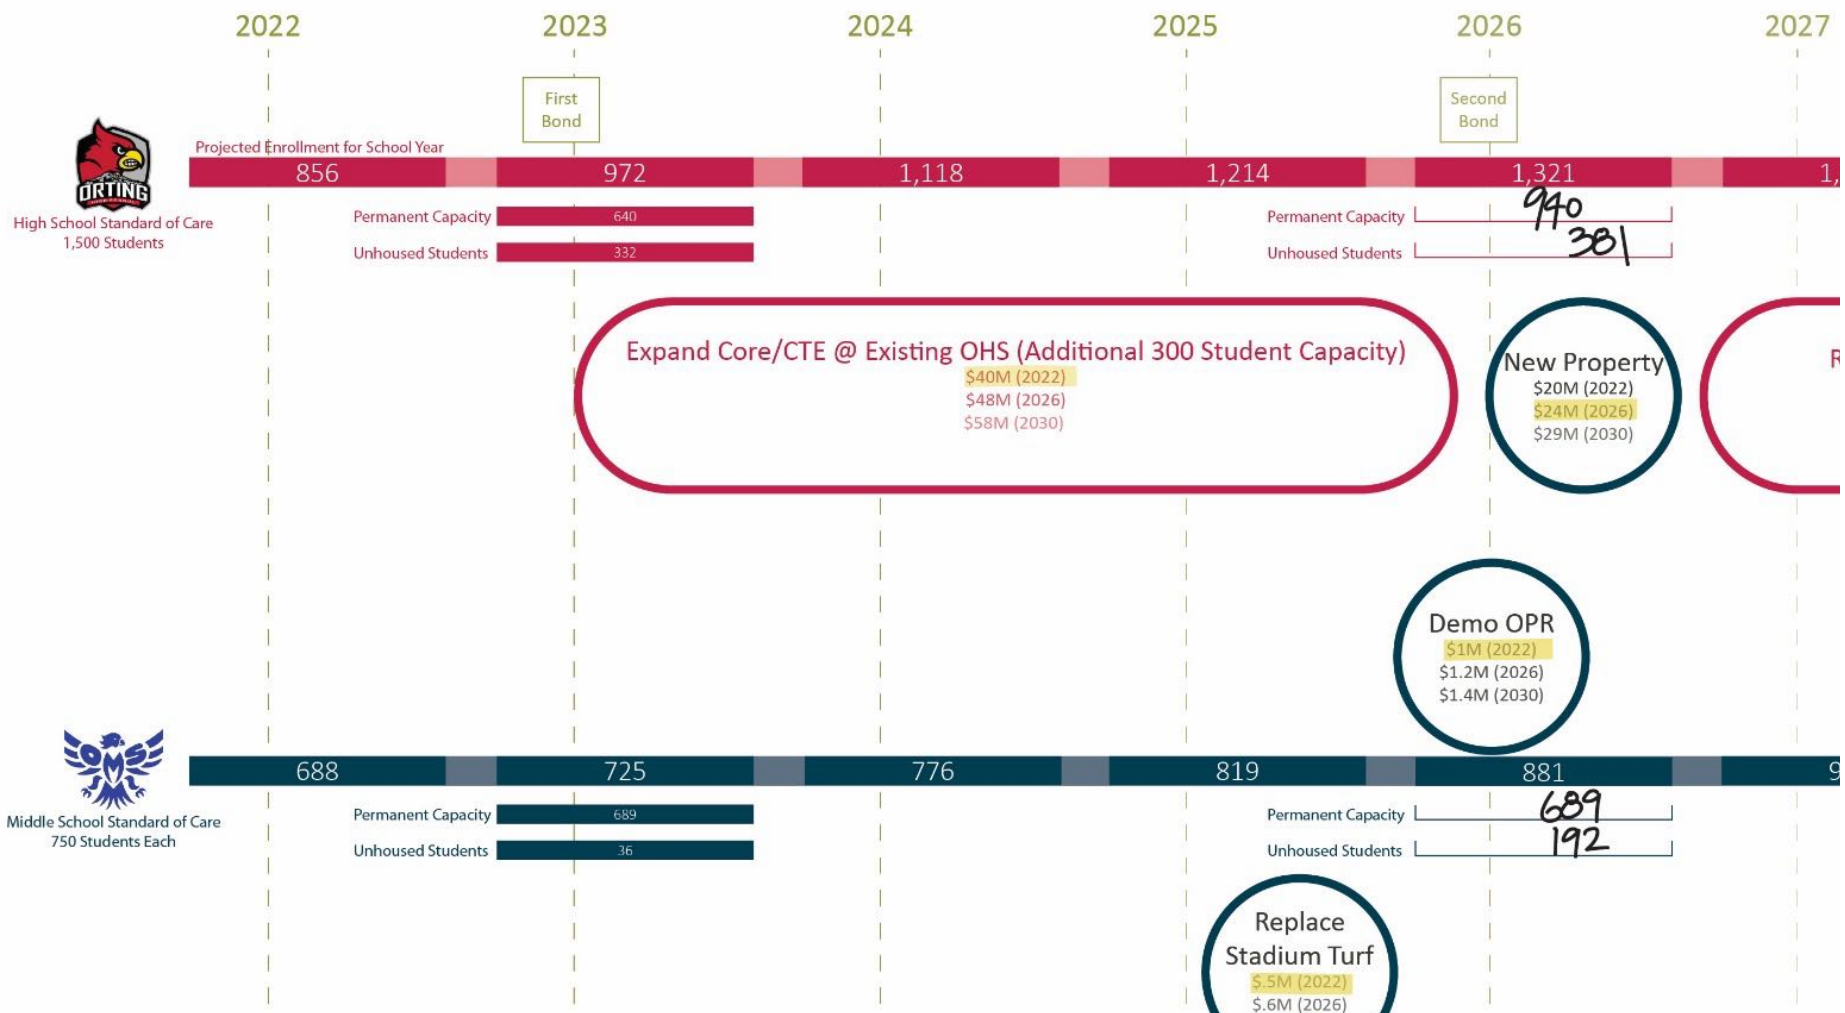 2022 2023 2024 2025 2026 2027
First
Bond
Second
Bond
Projected Enrollment for School Year
856 972 1,118 1,214 1,321 1,
ORTING
High School Standard of Care
1,500 Students
Permanent Capacity 640
Unhoused Students 332
Permanent Capacity 940
Unhoused Students 381
Expand Core/CTE @ Existing OHS (Additional 300 Student Capacity)
$40M (2022)
$48M (2026)
$58M (2030)
New Property
$20M (2022)
$24M (2026)
$29M (2030)
R
Demo OPR
$1M (2022)
$1.2M (2026)
$1.4M (2030)
OMS
688 725 776 819 881 9
Middle School Standard of Care
750 Students Each
Permanent Capacity 689
Unhoused Students 36
Permanent Capacity 689
Unhoused Students 192
Replace
Stadium Turf
$.5M (2022)
$.6M (2026)